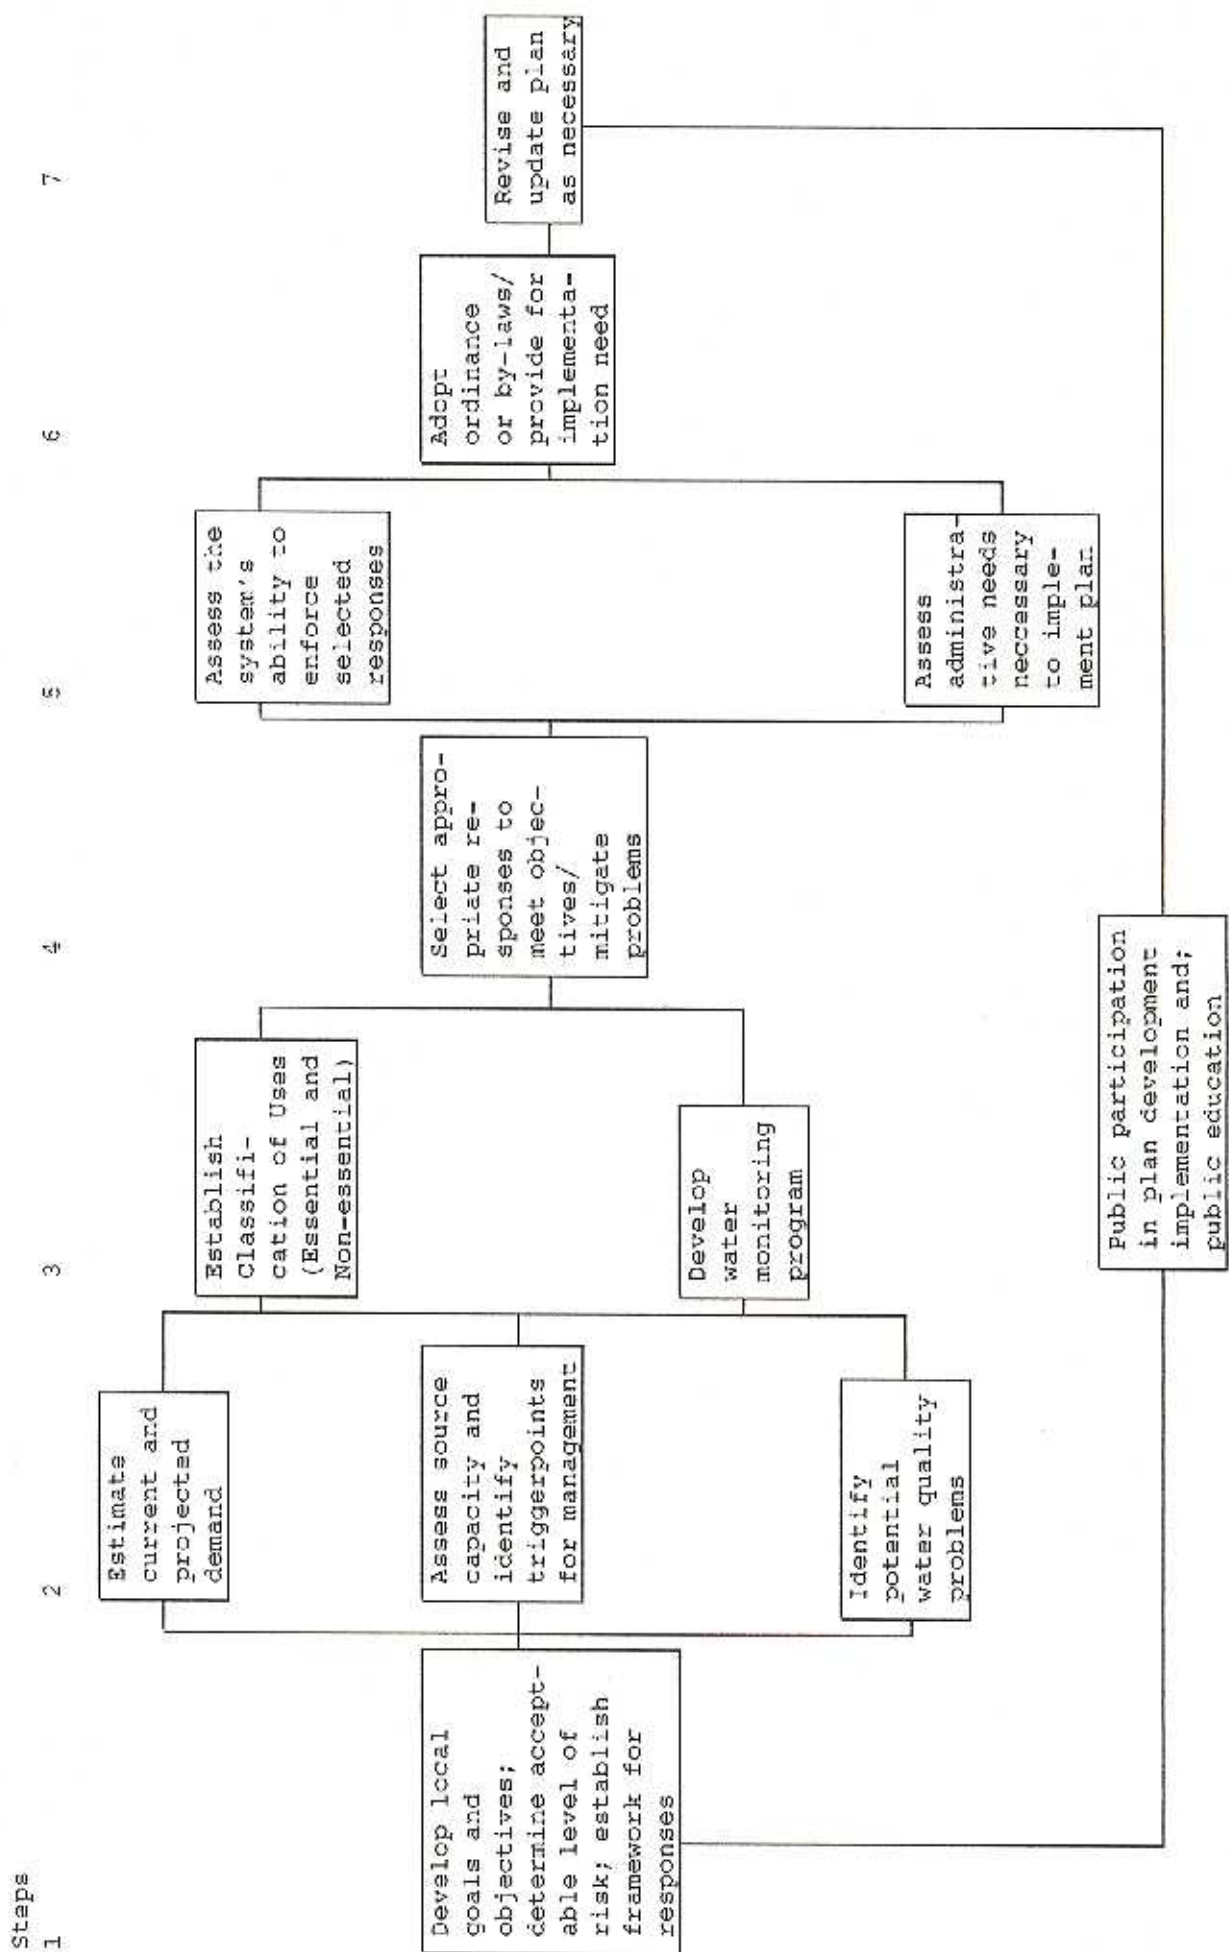 Steps
1
2
3
4
5
6
7
Develop local
goals and
objectives;
determine accept-
able level of
risk; establish
framework for
responses
Estimate
current and
projected
demand
Assess source
capacity and
identify
triggerpoints
for management
Identify
potential
water quality
problems
Establish
Classifi-
cation of Uses
(Essential and
Non-essential)
Develop
water
monitoring
program
Select appro-
priate re-
sponses to
meet objec-
tives/
mitigate
problems
Assess the
system's
ability to
enforce
selected
responses
Assess
administra-
tive needs
neccessary
to imple-
ment plan
Adopt
ordinance
or by-laws/
provide for
implementa-
tion need
Revise and
update plan
as necessary
Public participation
in plan development
implementation and;
public education